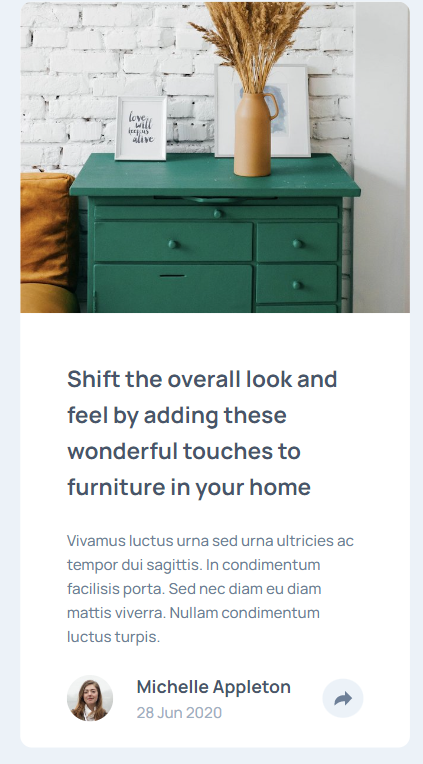 love
will
keep us
alive
Shift the overall look and
feel by adding these
wonderful touches to
furniture in your home
Vivamus luctus urna sed urna ultricies ac
tempor dui sagittis. In condimentum
facilisis porta. Sed nec diam eu diam
mattis viverra. Nullam condimentum
luctus turpis.
Michelle Appleton
28 Jun 2020